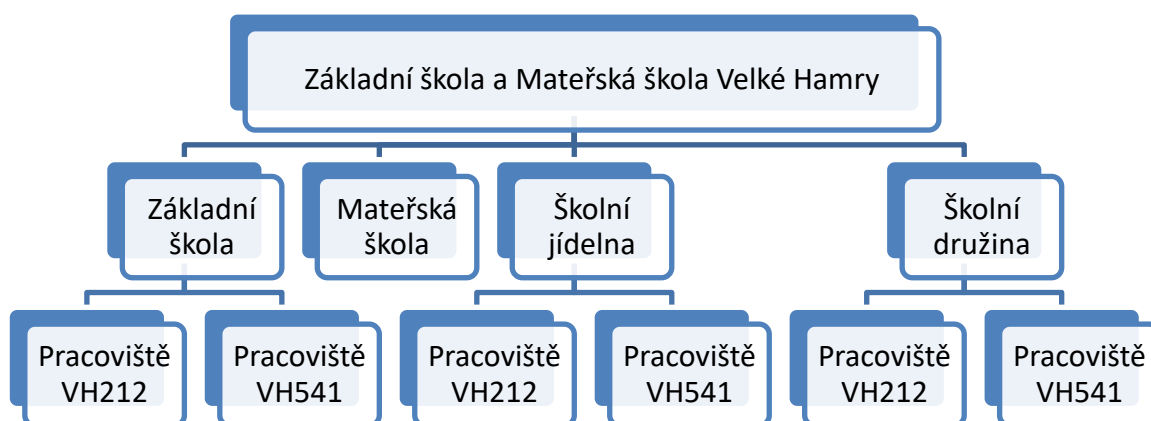 Základní škola a Mateřská škola Velké Hamry
Základní
škola
Mateřská
škola
Školní
jídelna
Školní
družina
Pracoviště
VH212
Pracoviště
VH541
Pracoviště
VH212
Pracoviště
VH541
Pracoviště
VH212
Pracoviště
VH541